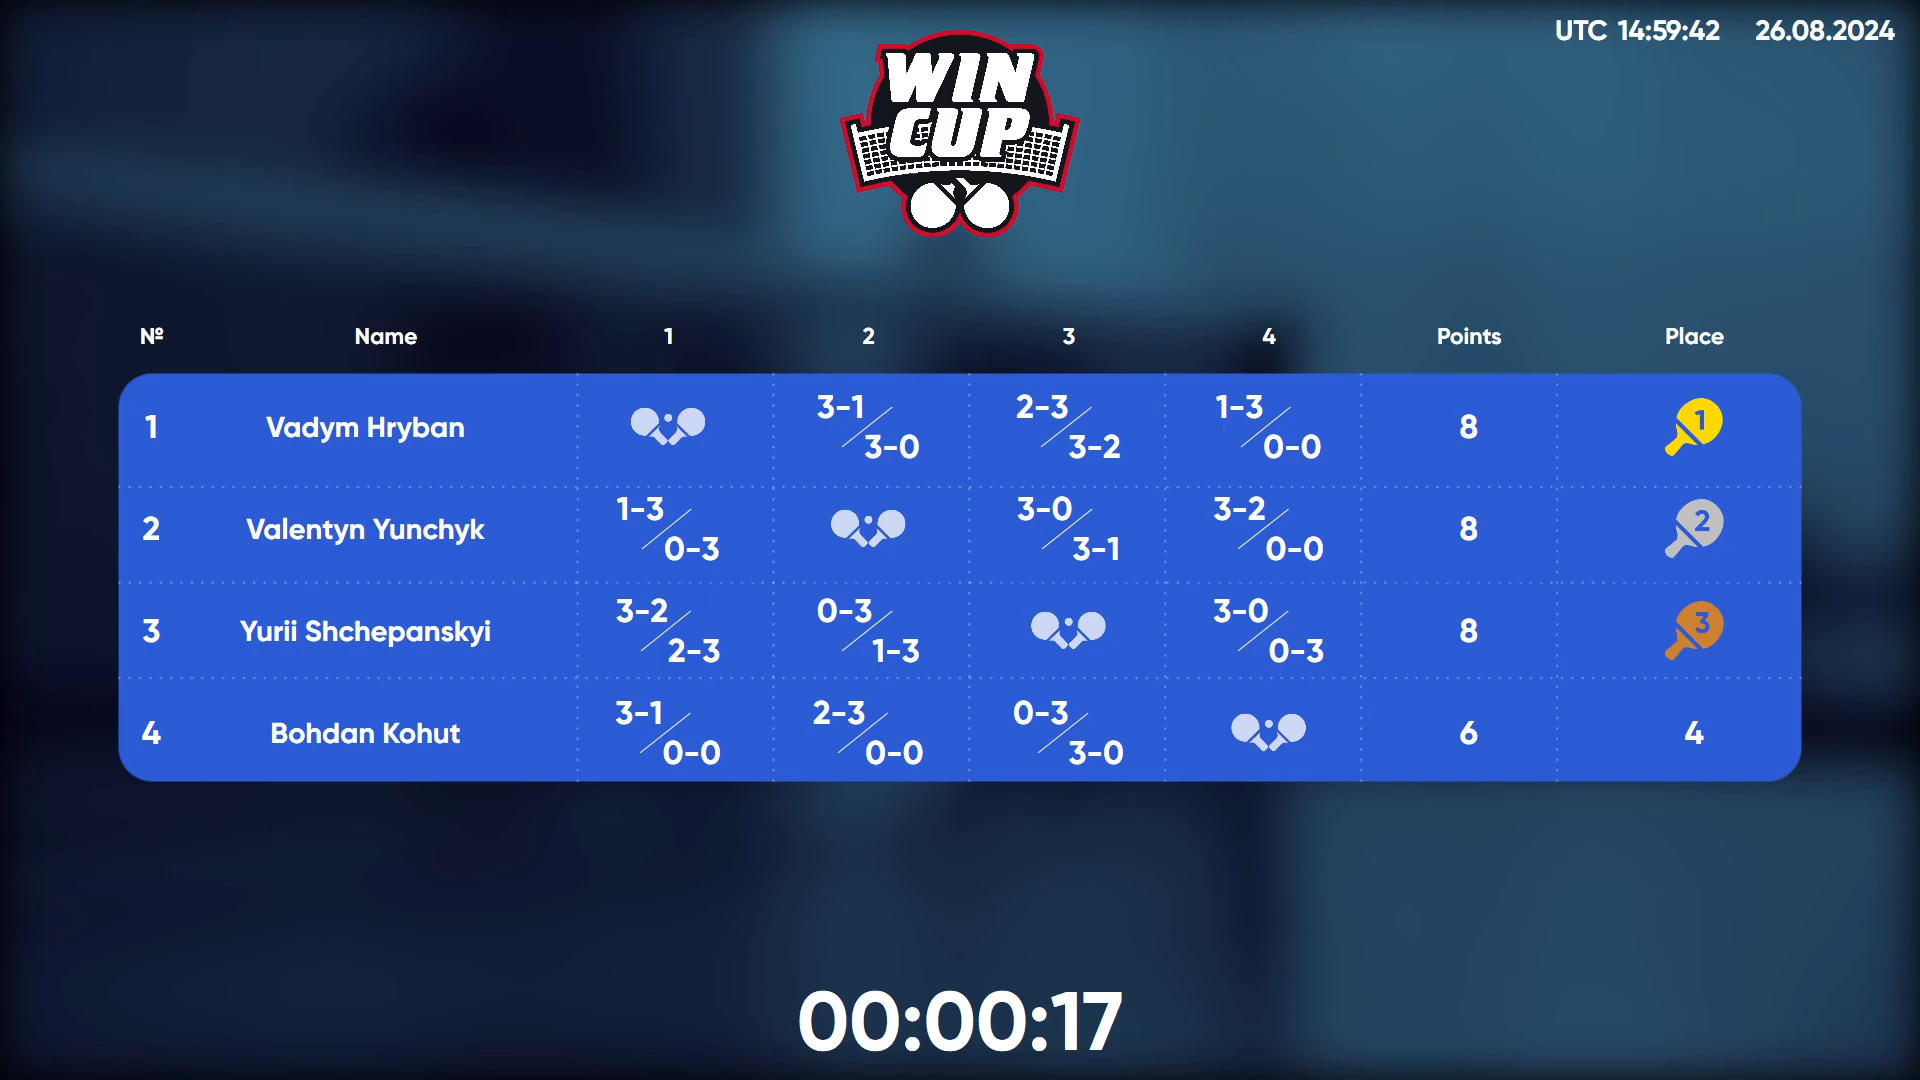 UTC 14:59:42 26.08.2024
WIN
CUP
№ Name 1 2 3 4 Points Place
1 Vadym Hryban 3-1 3-0 2-3 3-2 1-3 0-0 8 1
2 Valentyn Yunchyk 1-3 0-3 3-0 3-1 3-2 0-0 8 2
3 Yurii Shchepanskyi 3-2 2-3 0-3 1-3 3-0 0-3 8 3
4 Bohdan Kohut 3-1 0-0 2-3 0-0 0-3 3-0 6 4
00:00:17